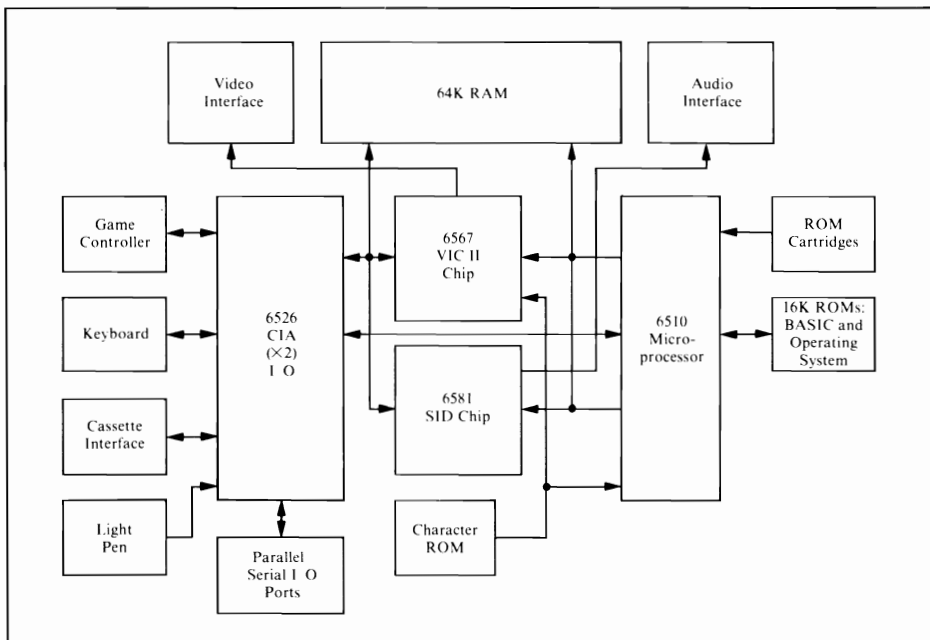 Video
Interface
64K RAM
Audio
Interface
Game
Controller
6567
VIC II
Chip
ROM
Cartridges
Keyboard
6526
CIA
(×2)
I O
6510
Micro-
processor
16K ROMs:
BASIC and
Operating
System
Cassette
Interface
6581
SID Chip
Light
Pen
Parallel
Serial I O
Ports
Character
ROM